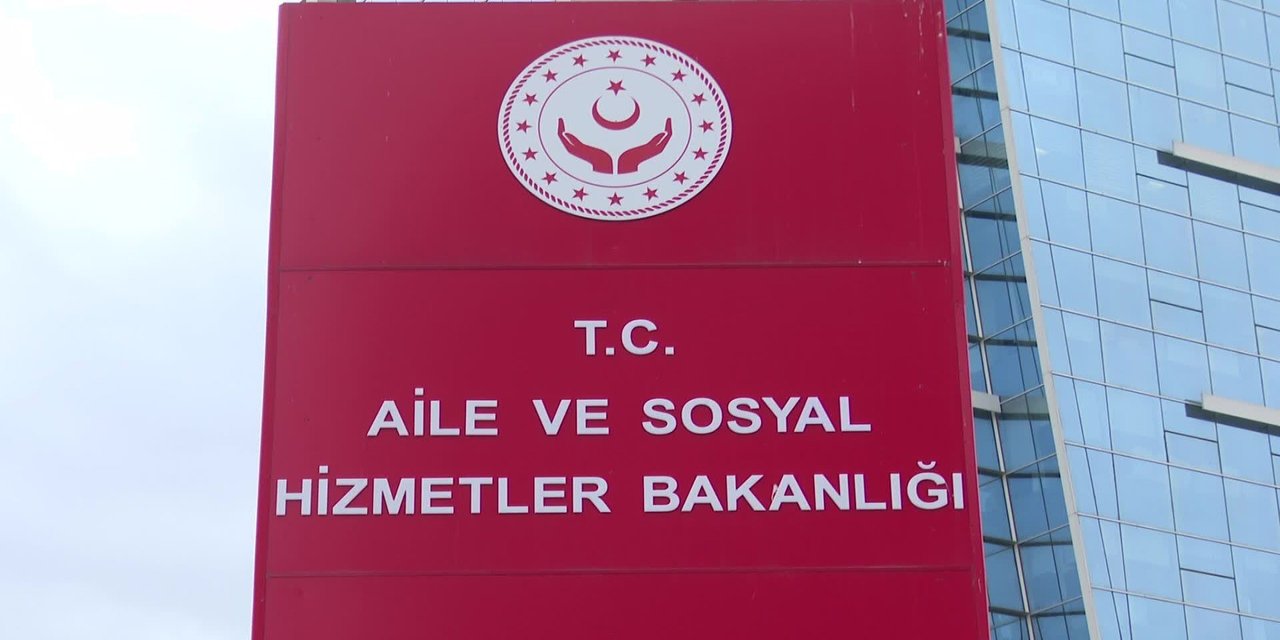 T.C.
AİLE VE SOSYAL
HİZMETLER BAKANLIĞI